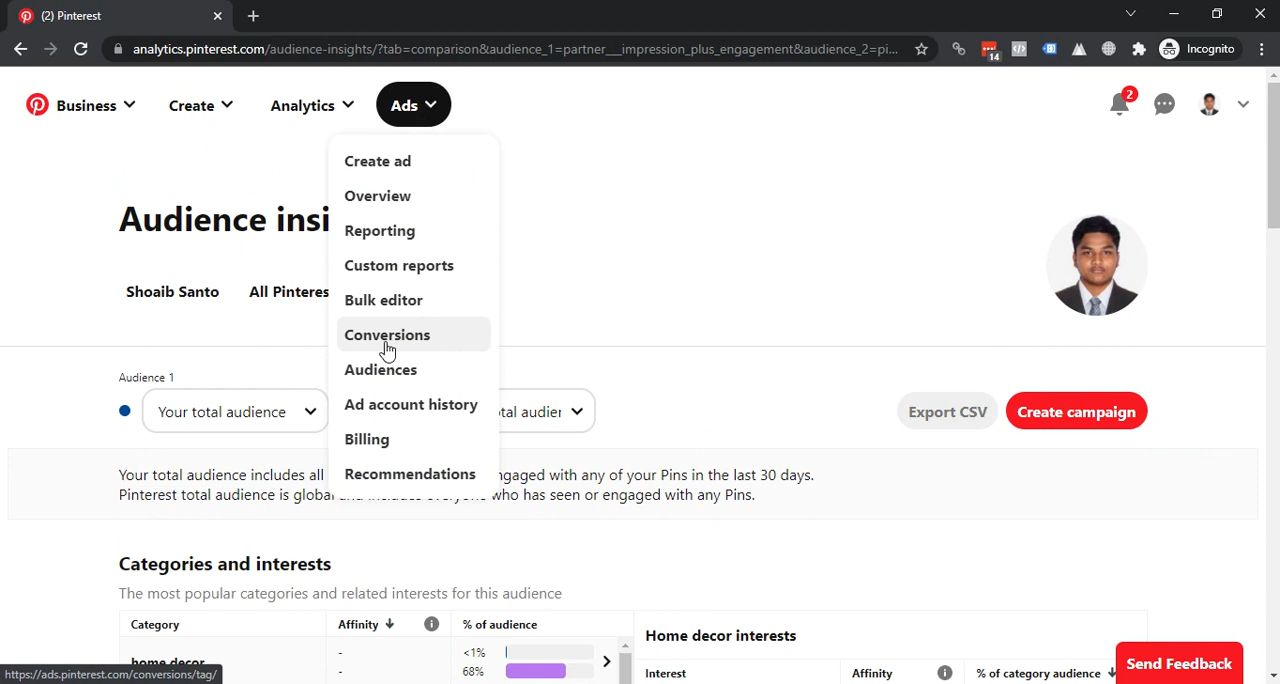 (2) Pinterest
analytics.pinterest.com/audience-insights/?tab=comparison&audience_1=partner__impression_plus_engagement&audience_2=pi...
14
Incognito
Business
Create
Analytics
Ads
2
Create ad
Overview
Reporting
Custom reports
Bulk editor
Conversions
Audiences
Ad account history
Billing
Recommendations
Audience insi
Shoaib Santo
All Pinteres
Audience 1
Your total audience
tal audier
Export CSV
Create campaign
Your total audience includes all ngaged with any of your Pins in the last 30 days.
Pinterest total audience is global and includes everyone who has seen or engaged with any Pins.
Categories and interests
The most popular categories and related interests for this audience
Category
Affinity
% of audience
home decor
-
-
<1%
68%
Home decor interests
Interest
Affinity
% of category audience
Send Feedback
https://ads.pinterest.com/conversions/tag/